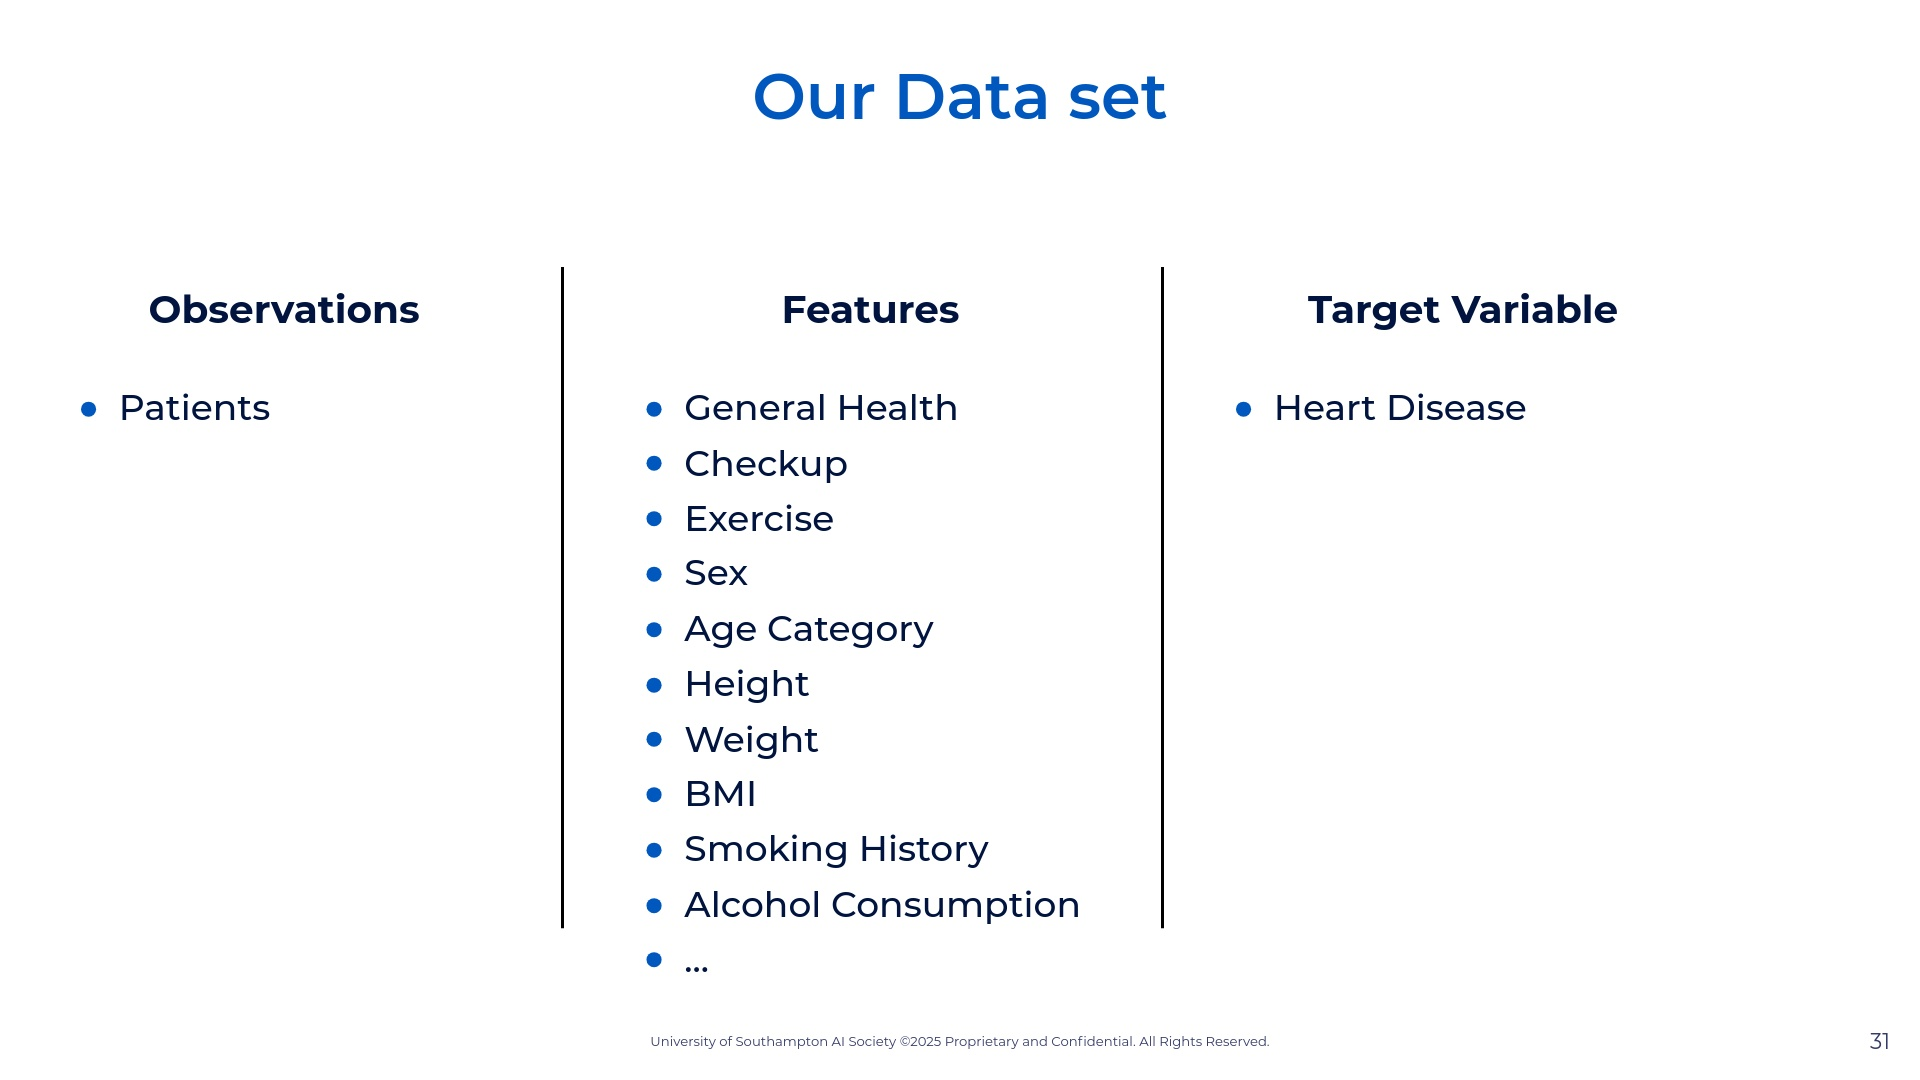 Our Data set
Observations
Patients
Features
General Health
Checkup
Exercise
Sex
Age Category
Height
Weight
BMI
Smoking History
Alcohol Consumption
...
Target Variable
Heart Disease
University of Southampton AI Society ©2025 Proprietary and Confidential. All Rights Reserved.
31